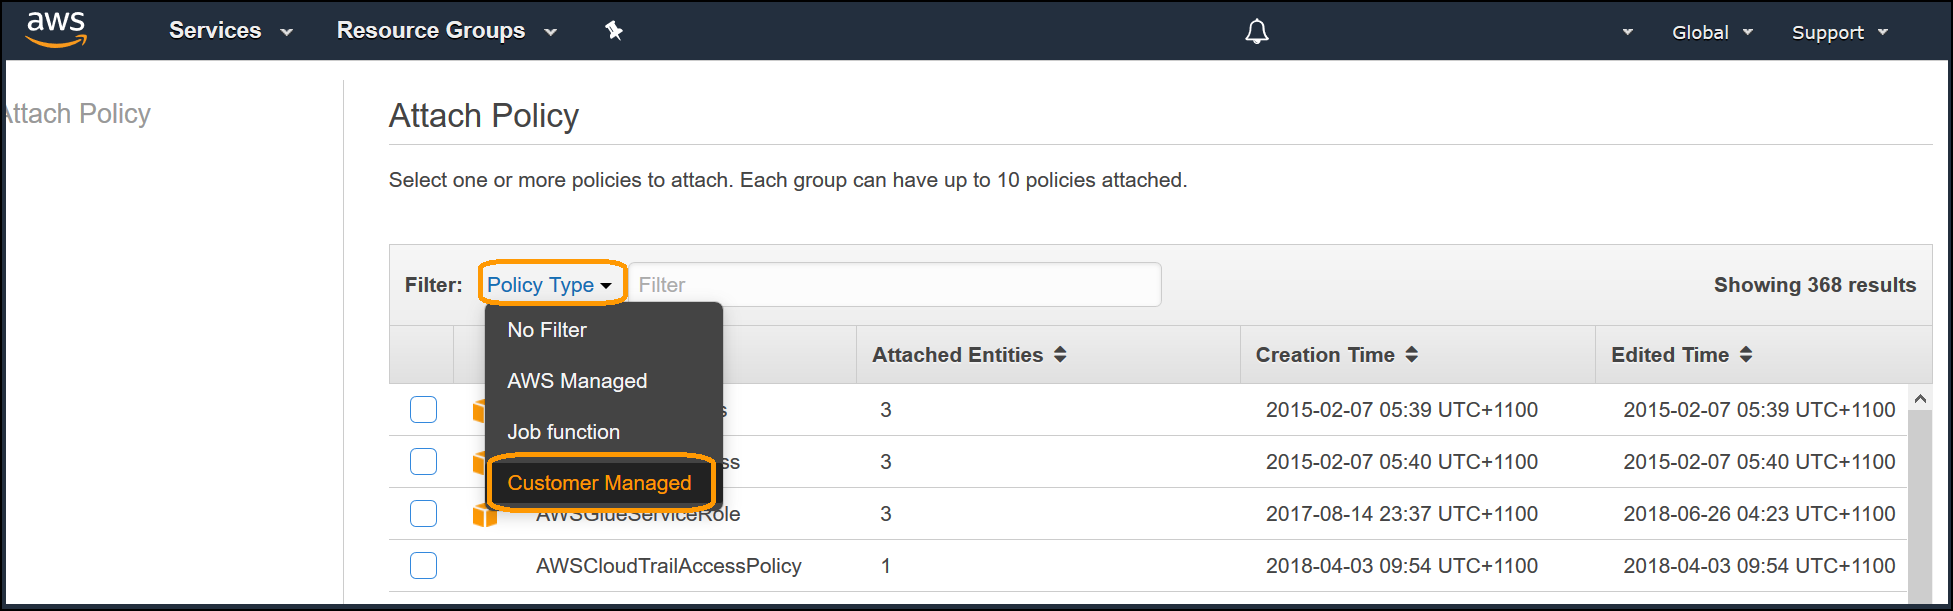 aws Services Resource Groups Global Support
Attach Policy
Attach Policy
Select one or more policies to attach. Each group can have up to 10 policies attached.
Filter: Policy Type Filter Showing 368 results
No Filter
AWS Managed
Job function
Customer Managed
Attached Entities Creation Time Edited Time
3 2015-02-07 05:39 UTC+1100 2015-02-07 05:39 UTC+1100
3 2015-02-07 05:40 UTC+1100 2015-02-07 05:40 UTC+1100
AWSGlueServiceRole 3 2017-08-14 23:37 UTC+1100 2018-06-26 04:23 UTC+1100
AWSCloudTrailAccessPolicy 1 2018-04-03 09:54 UTC+1100 2018-04-03 09:54 UTC+1100